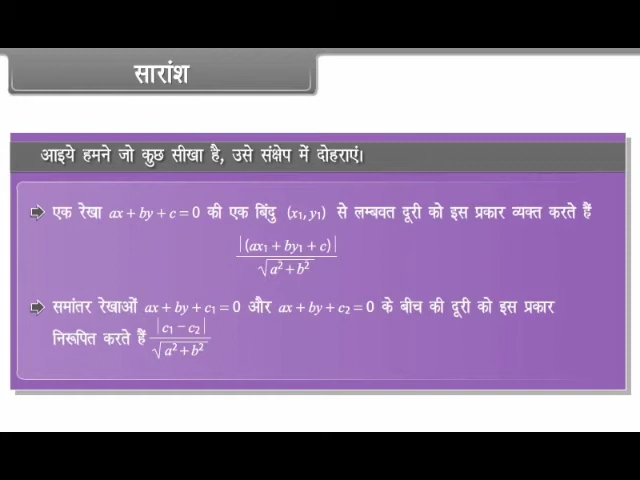 सारांश
आइये हमने जो कुछ सीखा है, उसे संक्षेप में दोहराएं।
एक रेखा ax + by + c = 0 की एक बिंदु (x₁, y₁) से लम्बवत दूरी को इस प्रकार व्यक्त करते हैं
|(ax₁ + by₁ + c)|
√a² + b²
समांतर रेखाओं ax + by + c₁ = 0 और ax + by + c₂ = 0 के बीच की दूरी को इस प्रकार
निरूपित करते हैं |c₁ − c₂| / √a² + b²